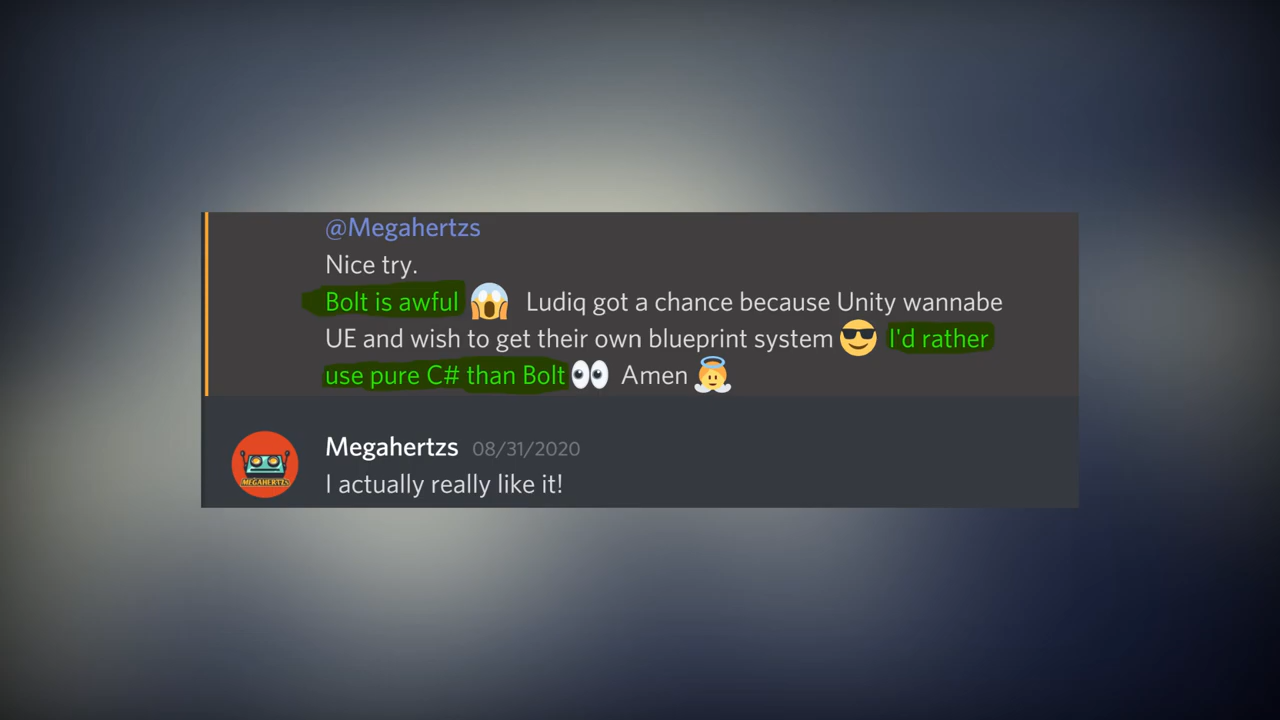 @Megahertzs
Nice try.
Bolt is awful 😱 Ludiq got a chance because Unity wannabe
UE and wish to get their own blueprint system 😎 I'd rather
use pure C# than Bolt 👀 Amen 😇
Megahertzs 08/31/2020
MEGAHERTZS
I actually really like it!